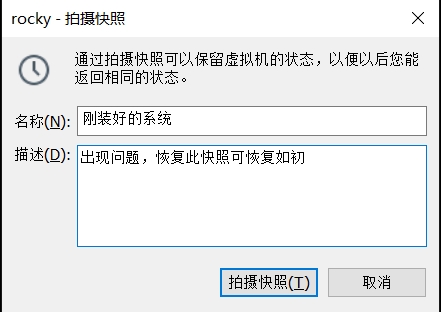 rocky - 拍摄快照
通过拍摄快照可以保留虚拟机的状态，以便以后您能
返回相同的状态。
名称(N): 刚装好的系统
描述(D): 出现问题，恢复此快照可恢复如初
拍摄快照(T) 取消